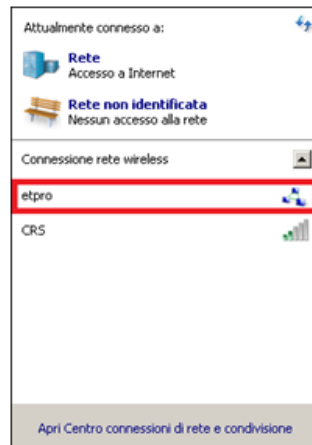 Attualmente connesso a:
Rete
Accesso a Internet
Rete non identificata
Nessun accesso alla rete
Connessione rete wireless
etpro
CRS
Apri Centro connessioni di rete e condivisione